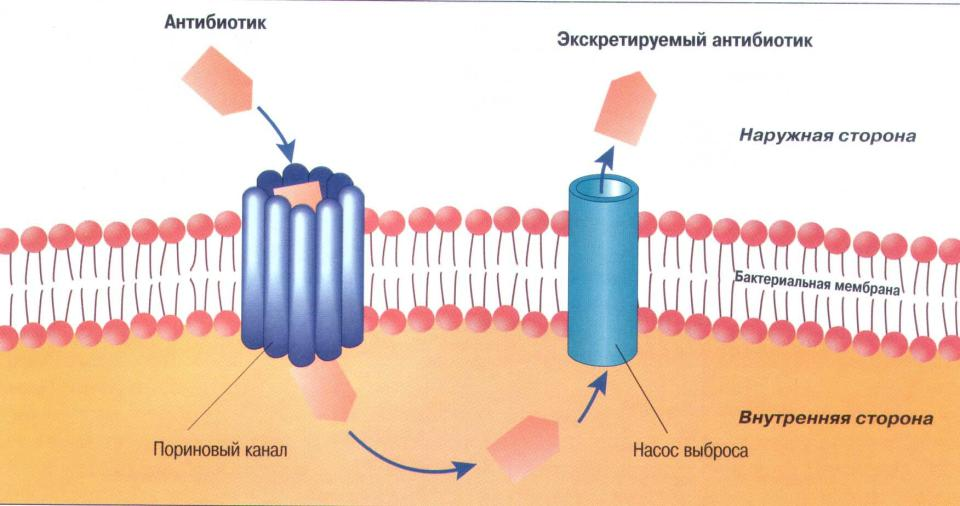 Антибиотик
Экскретируемый антибиотик
Наружная сторона
Бактериальная мембрана
Внутренняя сторона
Пориновый канал
Насос выброса